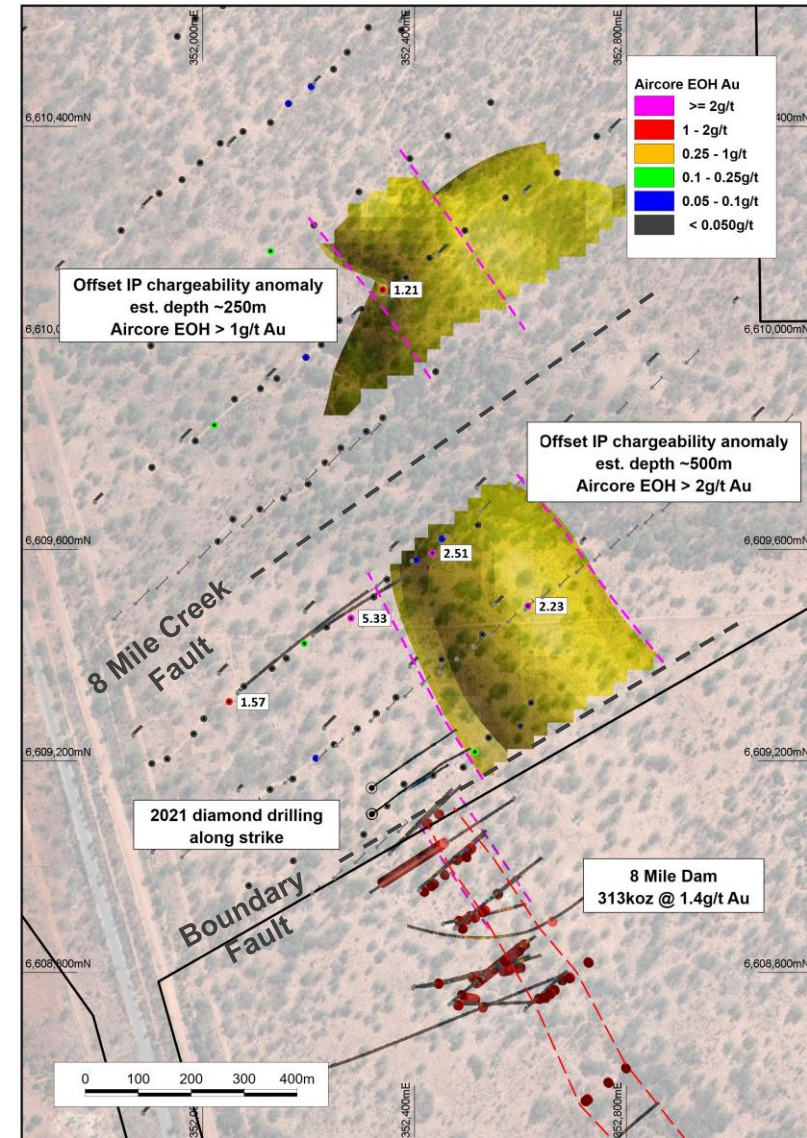 352,000mE
352,400mE
352,800mE
Aircore EOH Au
>= 2g/t
1 - 2g/t
0.25 - 1g/t
0.1 - 0.25g/t
0.05 - 0.1g/t
< 0.050g/t
6,610,400mN
400mN
Offset IP chargeability anomaly
est. depth ~250m
Aircore EOH > 1g/t Au
1.21
6,610,000mN
6,610,000mN
Offset IP chargeability anomaly
est. depth ~500m
Aircore EOH > 2g/t Au
6,609,600mN
6,609,600mN
2.51
2.23
5.33
8 Mile Creek
Fault
1.57
6,609,200mN
6,609,200mN
2021 diamond drilling
along strike
8 Mile Dam
313koz @ 1.4g/t Au
Boundary
Fault
6,608,800mN
6,608,800mN
0 100 200 300 400m
352,400mE
352,800mE